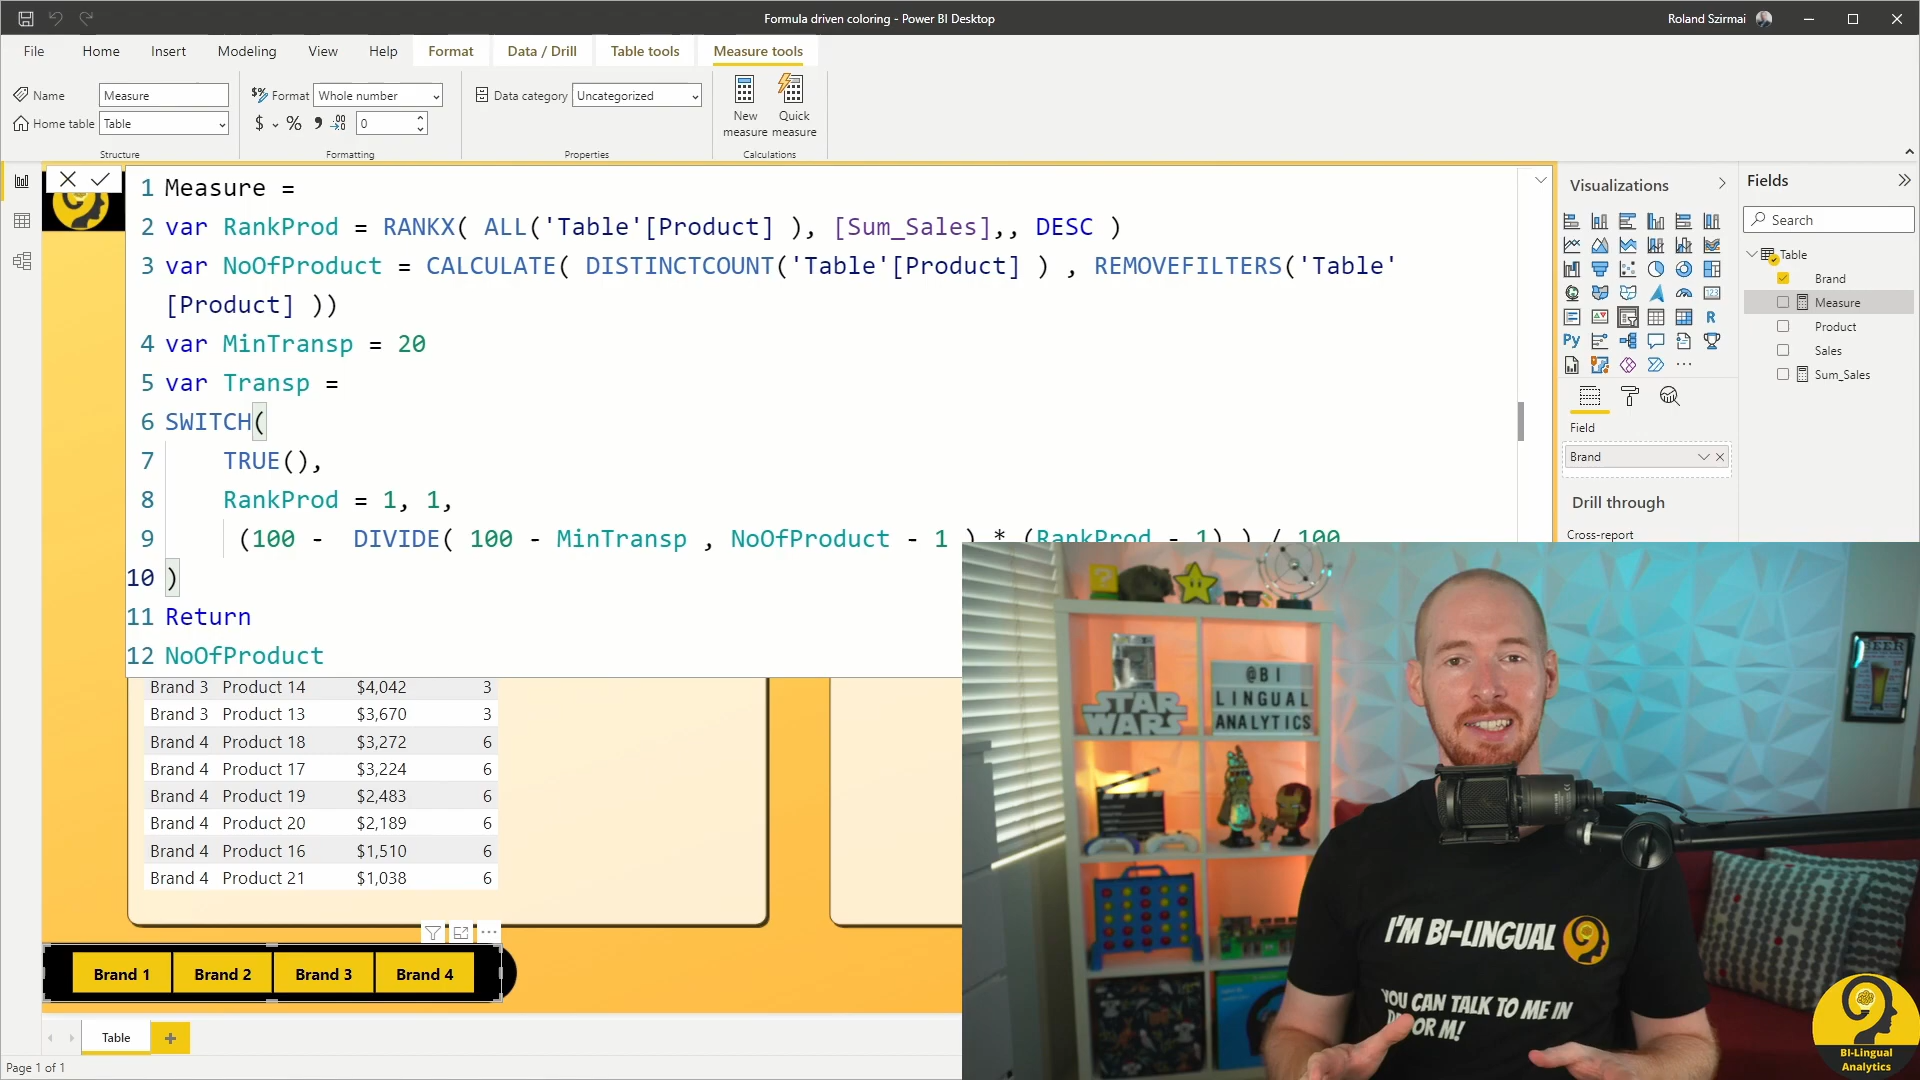 Formula driven coloring - Power BI Desktop
Roland Szirmai
File
Home
Insert
Modeling
View
Help
Format
Data / Drill
Table tools
Measure tools
Name
Measure
Home table
Table
Structure
Format
Whole number
$
%
0
Formatting
Data category
Uncategorized
Properties
New measure
Quick measure
Calculations
1 Measure =
2 var RankProd = RANKX( ALL('Table'[Product] ), [Sum_Sales],, DESC )
3 var NoOfProduct = CALCULATE( DISTINCTCOUNT('Table'[Product] ) , REMOVEFILTERS('Table'
[Product] ))
4 var MinTransp = 20
5 var Transp =
6 SWITCH(
7 TRUE(),
8 RankProd = 1, 1,
9 (100 - DIVIDE( 100 - MinTransp , NoOfProduct - 1 ) * (RankProd - 1) ) / 100
10 )
11 Return
12 NoOfProduct
Brand 3 Product 14 $4,042 3
Brand 3 Product 13 $3,670 3
Brand 4 Product 18 $3,272 6
Brand 4 Product 17 $3,224 6
Brand 4 Product 19 $2,483 6
Brand 4 Product 20 $2,189 6
Brand 4 Product 16 $1,510 6
Brand 4 Product 21 $1,038 6
Brand 1
Brand 2
Brand 3
Brand 4
Table
Page 1 of 1
Visualizations
R
Py
Field
Brand
Drill through
Cross-report
Fields
Search
Table
Brand
Measure
Product
Sales
Sum_Sales
STAR
WARS
@BI
LINGUAL
ANALYTICS
BEER
I'M BI-LINGUAL
YOU CAN TALK TO ME IN
OR M!
BI-Lingual
Analytics